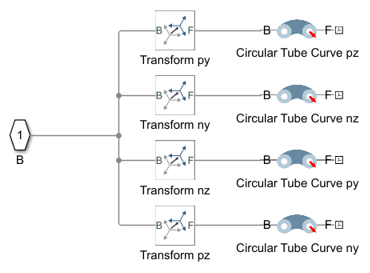 B F B F
Transform py Circular Tube Curve pz
B F B F
Transform ny Circular Tube Curve nz
1
B
B F B F
Transform nz Circular Tube Curve py
B F B F
Transform pz Circular Tube Curve ny